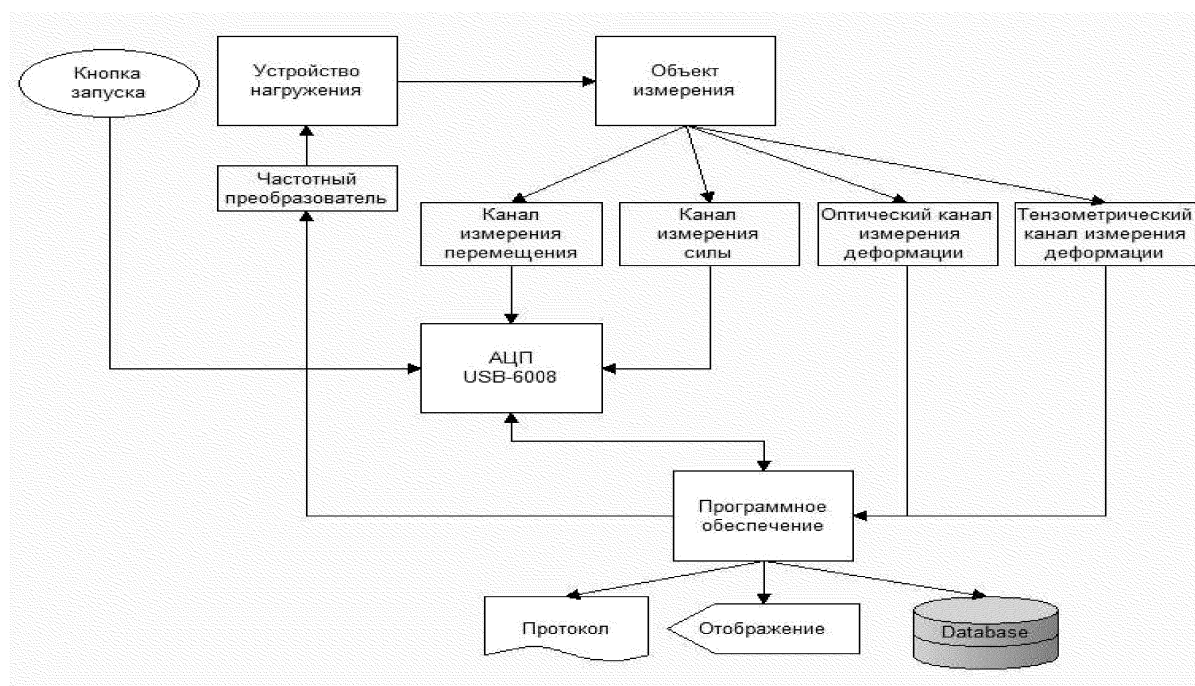 Кнопка
запуска
Устройство
нагружения
Объект
измерения
Частотный
преобразователь
Канал
измерения
перемещения
Канал
измерения
силы
Оптический канал
измерения
деформации
Тензометрический
канал измерения
деформации
АЦП
USB-6008
Программное
обеспечение
Протокол
Отображение
Database